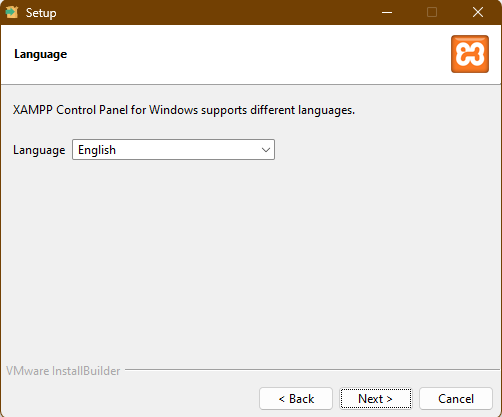 Setup
Language
XAMPP Control Panel for Windows supports different languages.
Language English
VMware InstallBuilder
< Back Next > Cancel